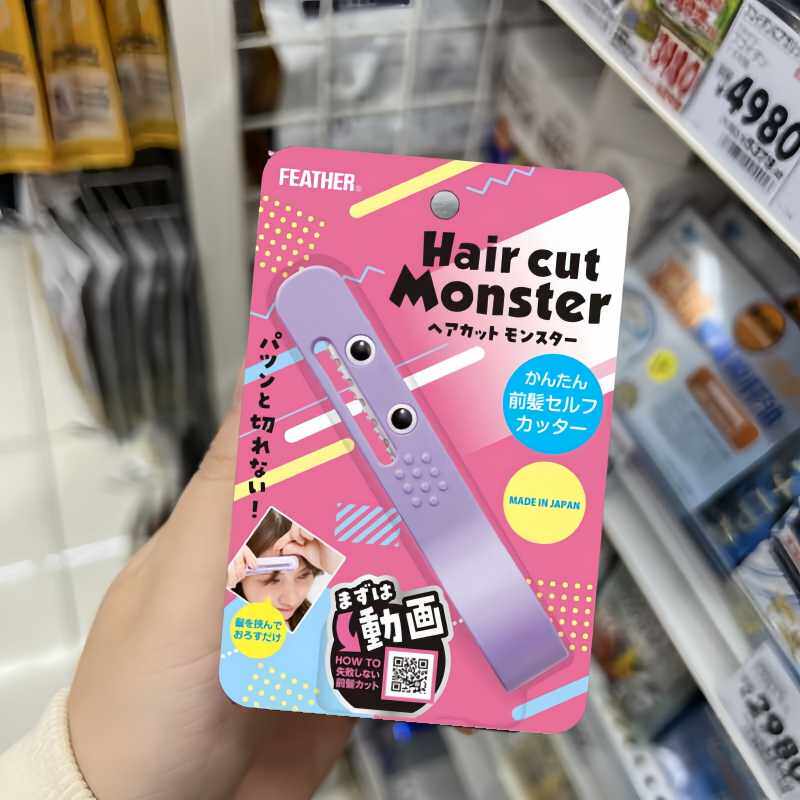 FEATHER®
Hair cut
Monster
ヘアカット モンスター
かんたん
前髪セルフ
カッター
MADE IN JAPAN
パツンと切れない!
髪を挟んで
おろすだけ
まずは
動画
HOW TO
失敗しない
前髪カット
3980
4980
2980